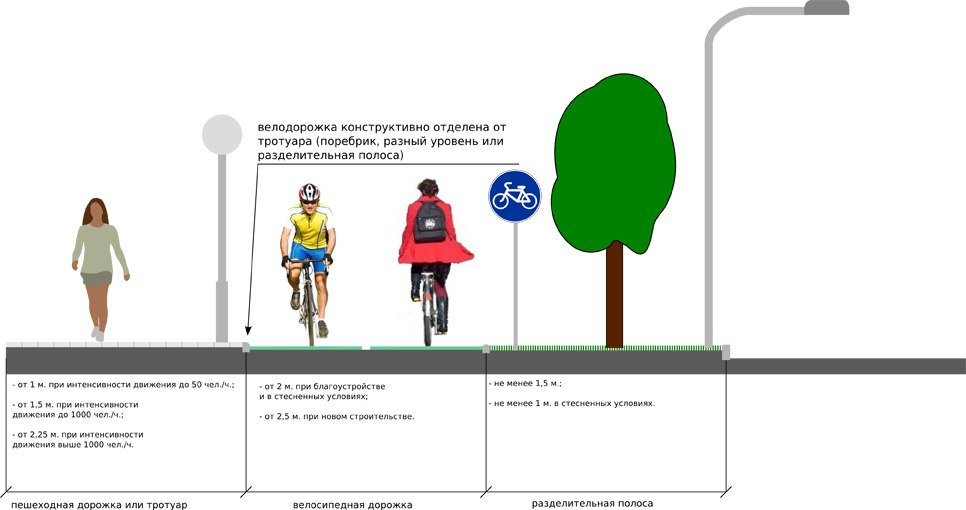 велодорожка конструктивно отделена от
тротуара (поребрик, разный уровень или
разделительная полоса)
- от 1 м. при интенсивности движения до 50 чел./ч.;
- от 1,5 м. при интенсивности
движения до 1000 чел./ч.;
- от 2,25 м. при интенсивности
движения выше 1000 чел./ч.
- от 2 м. при благоустройстве
и в стесненных условиях;
- от 2,5 м. при новом строительстве.
- не менее 1,5 м.;
- не менее 1 м. в стесненных условиях.
пешеходная дорожка или тротуар
велосипедная дорожка
разделительная полоса